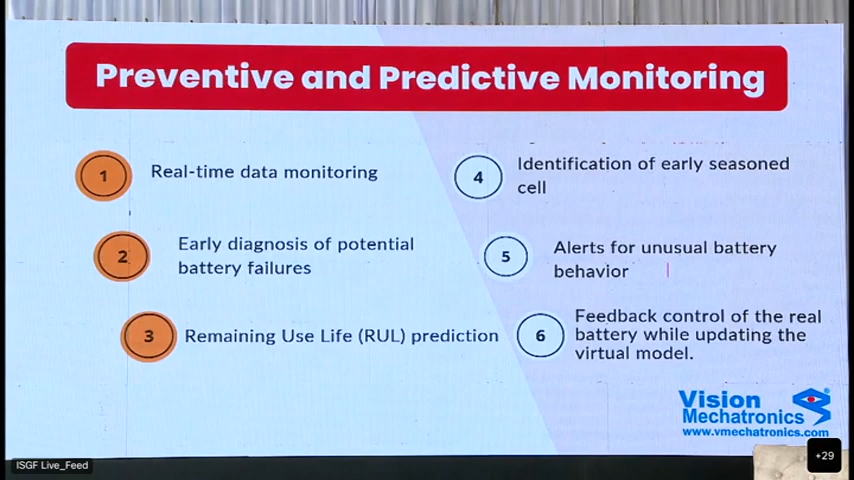 Preventive and Predictive Monitoring
1
Real-time data monitoring
2
Early diagnosis of potential
battery failures
3
Remaining Use Life (RUL) prediction
4
Identification of early seasoned
cell
5
Alerts for unusual battery
behavior
6
Feedback control of the real
battery while updating the
virtual model.
Vision
Mechatronics
www.vmechatronics.com
ISGF Live_Feed
+29